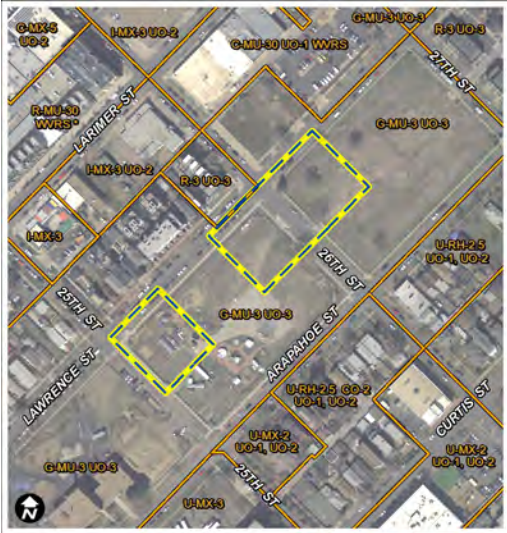 G-MX-5
UO-2
I-MX-3 UO-2
C-MU-30 UO-1 WVRS
G-MU-3 UO-3
R-3 UO-3
27TH ST
R-MU-30
WVRS *
LARIMER ST
G-MU-3 UO-3
I-MX-3 UO-2
R-3 UO-3
I-MX-3
U-RH-2.5
UO-1, UO-2
26TH ST
25TH ST
G-MU-3 UO-3
ARAPAHOE ST
LAWRENCE ST
U-RH-2.5 CO-2
UO-1, UO-2
CURTIS ST
U-MX-2
UO-1, UO-2
U-MX-2
UO-1, UO-2
G-MU-3 UO-3
25TH ST
U-MX-3
N